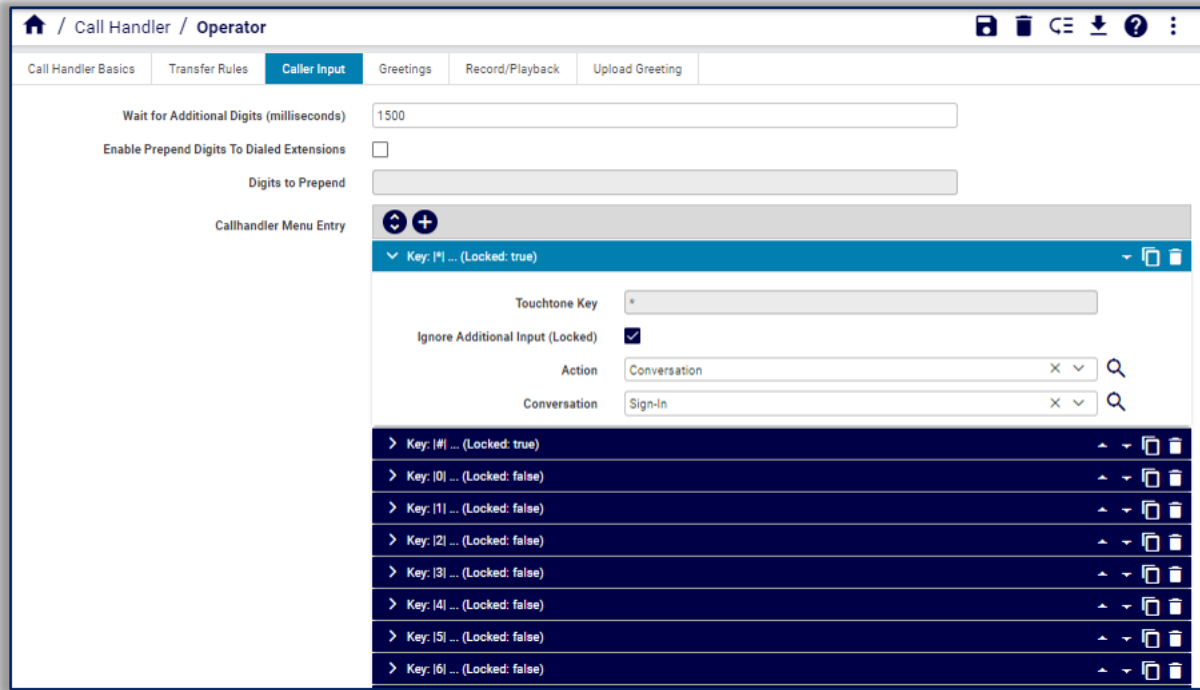 / Call Handler / Operator
Call Handler Basics Transfer Rules Caller Input Greetings Record/Playback Upload Greeting
Wait for Additional Digits (milliseconds) 1500
Enable Prepend Digits To Dialed Extensions
Digits to Prepend
Callhandler Menu Entry
Key: |*| ... (Locked: true)
Touchtone Key *
Ignore Additional Input (Locked)
Action Conversation
Conversation Sign-In
Key: |#| ... (Locked: true)
Key: |0| ... (Locked: false)
Key: |1| ... (Locked: false)
Key: |2| ... (Locked: false)
Key: |3| ... (Locked: false)
Key: |4| ... (Locked: false)
Key: |5| ... (Locked: false)
Key: |6| ... (Locked: false)